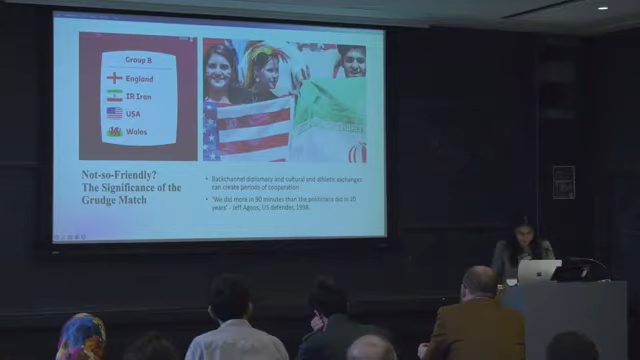 Group B
England
IR Iran
USA
Wales
Not-so-Friendly?
The Significance of the
Grudge Match
• Backchannel diplomacy and cultural and athletic exchanges
can create periods of cooperation
• "We did more in 90 minutes than the politicians did in 20
years" - Jeff Agoos, US defender, 1998.